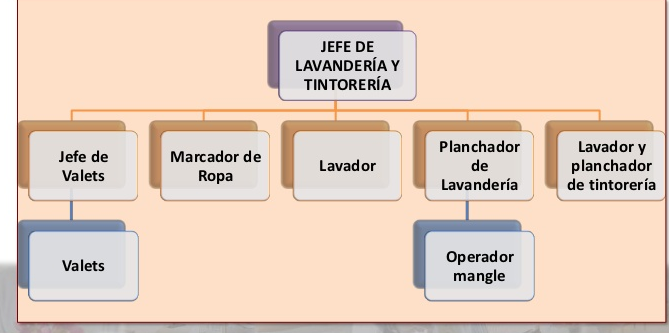 JEFE DE
LAVANDERÍA Y
TINTORERÍA
Jefe de
Valets
Marcador de
Ropa
Lavador
Planchador
de
Lavandería
Lavador y
planchador
de tintorería
Valets
Operador
mangle